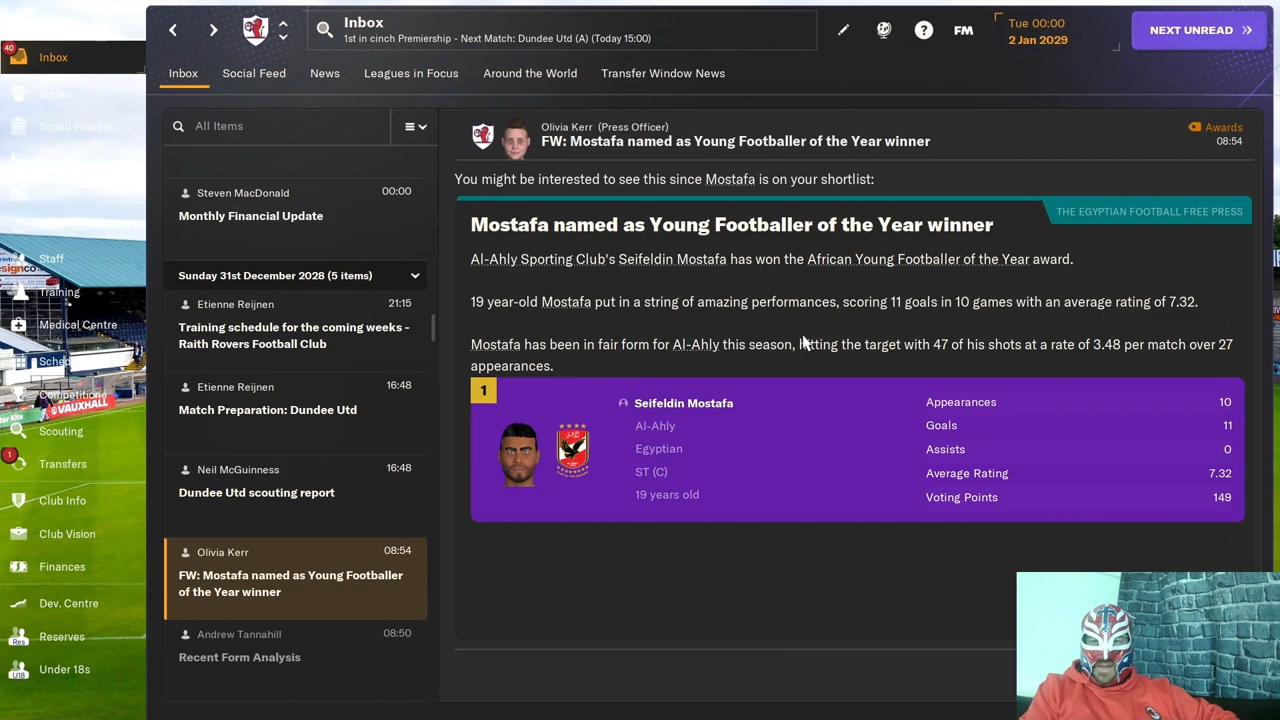 Inbox
1st in cinch Premiership - Next Match: Dundee Utd (A) (Today 15:00)
FM
Tue 00:00
2 Jan 2029
NEXT UNREAD
40
Inbox
Squad
Squad Planner
Staff
Training
Medical Centre
Sched
Competitions
VAUXHALL
Scouting
1
Transfers
Club Info
Club Vision
Finances
Dev. Centre
Res
Reserves
U18
Under 18s
Inbox
Social Feed
News
Leagues in Focus
Around the World
Transfer Window News
All Items
Steven MacDonald
00:00
Monthly Financial Update
Sunday 31st December 2028 (5 items)
Etienne Reijnen
21:15
Training schedule for the coming weeks -
Raith Rovers Football Club
Etienne Reijnen
16:48
Match Preparation: Dundee Utd
Neil McGuinness
16:48
Dundee Utd scouting report
Olivia Kerr
08:54
FW: Mostafa named as Young Footballer
of the Year winner
Andrew Tannahill
08:50
Recent Form Analysis
Olivia Kerr (Press Officer)
FW: Mostafa named as Young Footballer of the Year winner
Awards
08:54
You might be interested to see this since Mostafa is on your shortlist:
THE EGYPTIAN FOOTBALL FREE PRESS
Mostafa named as Young Footballer of the Year winner
Al-Ahly Sporting Club's Seifeldin Mostafa has won the African Young Footballer of the Year award.
19 year-old Mostafa put in a string of amazing performances, scoring 11 goals in 10 games with an average rating of 7.32.
Mostafa has been in fair form for Al-Ahly this season, hitting the target with 47 of his shots at a rate of 3.48 per match over 27
appearances.
1
Seifeldin Mostafa
Al-Ahly
Egyptian
ST (C)
19 years old
Appearances 10
Goals 11
Assists 0
Average Rating 7.32
Voting Points 149